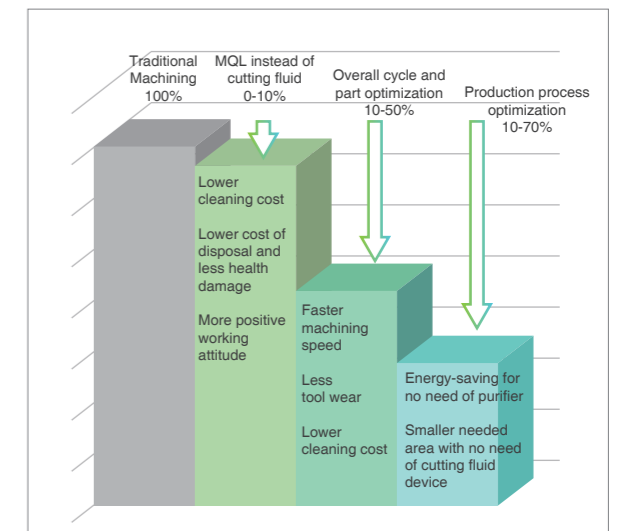 Traditional
Machining
100%
MQL instead of
cutting fluid
0-10%
Overall cycle and
part optimization
10-50%
Production process
optimization
10-70%
Lower
cleaning cost
Lower cost of
disposal and
less health
damage
More positive
working
attitude
Faster
machining
speed
Less
tool wear
Lower
cleaning cost
Energy-saving for
no need of purifier
Smaller needed
area with no need
of cutting fluid
device